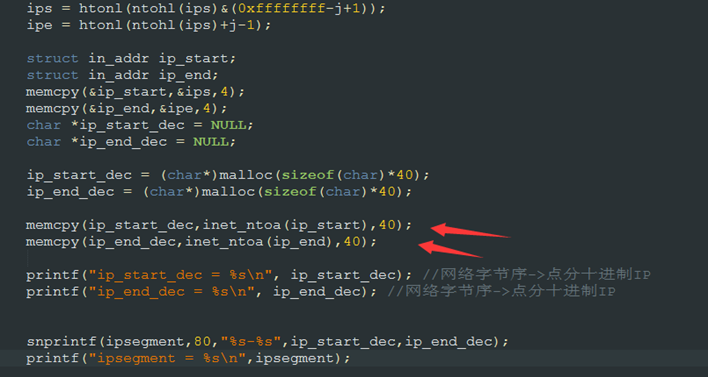 ips = htonl(ntohl(ips)&(0xffffffff-j+1));
ipe = htonl(ntohl(ips)+j-1);
struct in_addr ip_start;
struct in_addr ip_end;
memcpy(&ip_start,&ips,4);
memcpy(&ip_end,&ipe,4);
char *ip_start_dec = NULL;
char *ip_end_dec = NULL;
ip_start_dec = (char*)malloc(sizeof(char)*40);
ip_end_dec = (char*)malloc(sizeof(char)*40);
memcpy(ip_start_dec,inet_ntoa(ip_start),40);
memcpy(ip_end_dec,inet_ntoa(ip_end),40);
printf("ip_start_dec = %s\n", ip_start_dec); //网络字节序->点分十进制IP
printf("ip_end_dec = %s\n", ip_end_dec); //网络字节序->点分十进制IP
snprintf(ipsegment,80,"%s-%s",ip_start_dec,ip_end_dec);
printf("ipsegment = %s\n",ipsegment);